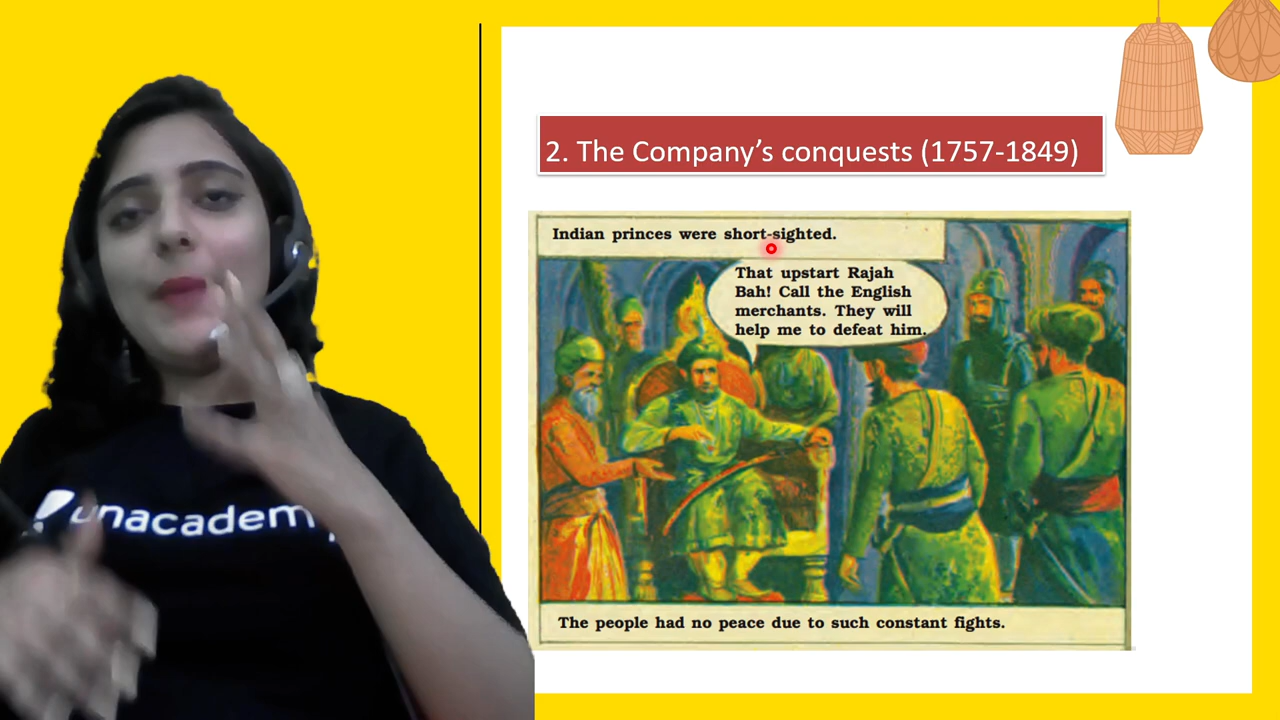 unacadem
2. The Company's conquests (1757-1849)
Indian princes were short-sighted.
That upstart Rajah
Bah! Call the English
merchants. They will
help me to defeat him.
The people had no peace due to such constant fights.